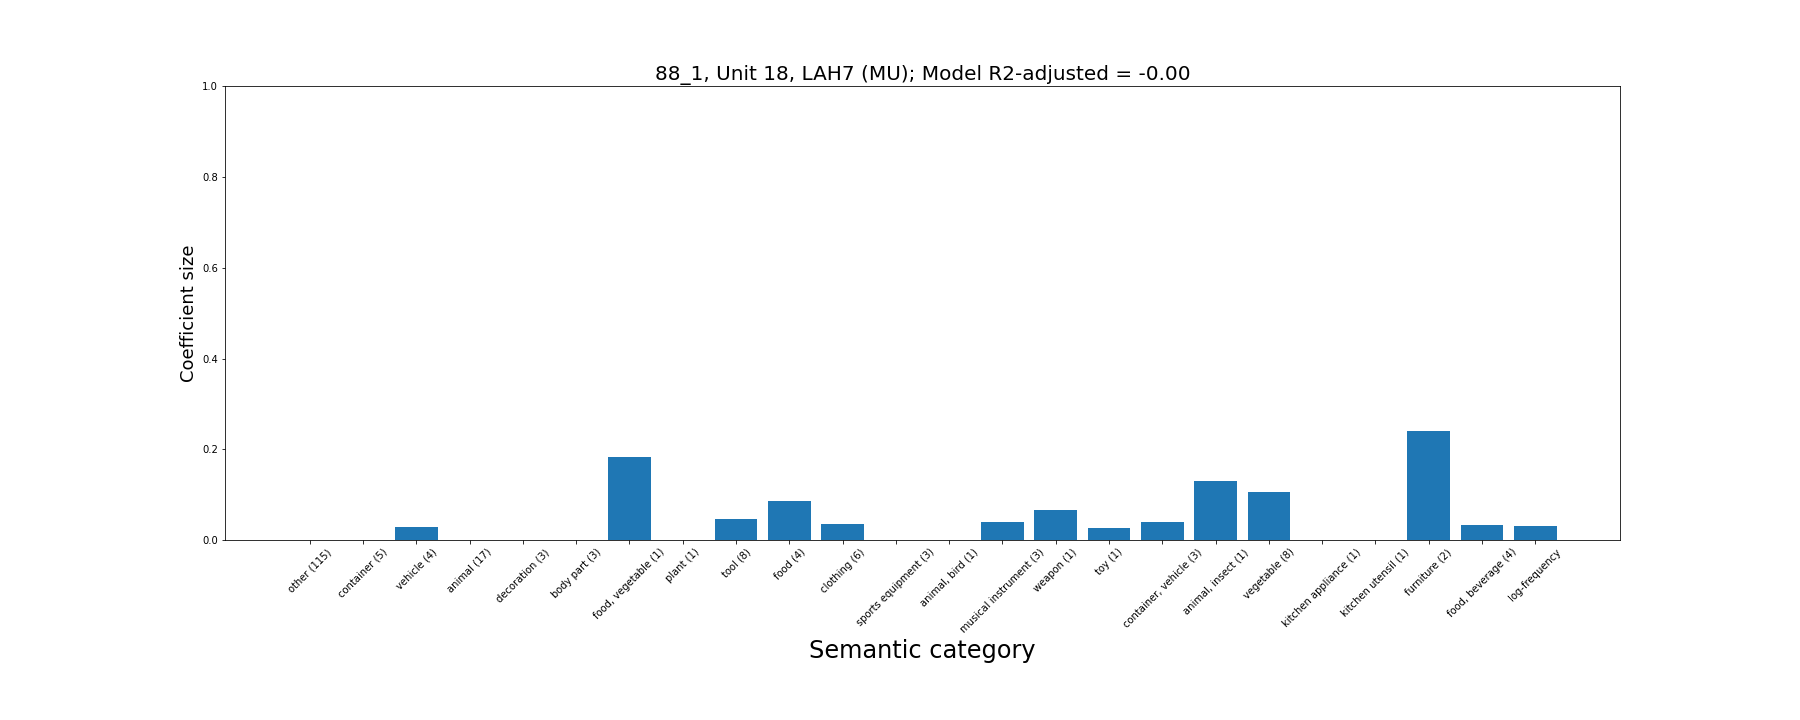 88_1, Unit 18, LAH7 (MU); Model R2-adjusted = -0.00
Coefficient size
1.0
0.8
0.6
0.4
0.2
0.0
other (115)
container (5)
vehicle (4)
animal (17)
decoration (3)
body part (3)
food, vegetable (1)
plant (1)
tool (8)
food (4)
clothing (6)
sports equipment (3)
animal, bird (1)
musical instrument (3)
weapon (1)
toy (1)
container, vehicle (3)
animal, insect (1)
vegetable (8)
kitchen appliance (1)
kitchen utensil (1)
furniture (2)
food, beverage (4)
log-frequency
Semantic category